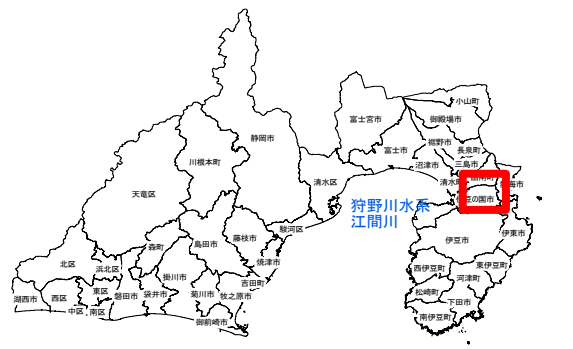 小山町
御殿場市
富士宮市
裾野市
静岡市
長泉町
富士市
三島市
川根本町
沼津市
清水区
清水町
天竜区
狩野川水系
江間川
豆の国市
駿河区
伊東市
藤枝市
伊豆市
島田市
森町
焼津市
北区
浜北区
西伊豆町
東伊豆町
掛川市
河津町
吉田町
東区
松崎町
湖西市
西区
磐田市
袋井市
菊川市
牧之原市
下田市
中区
南区
南伊豆町
御前崎市